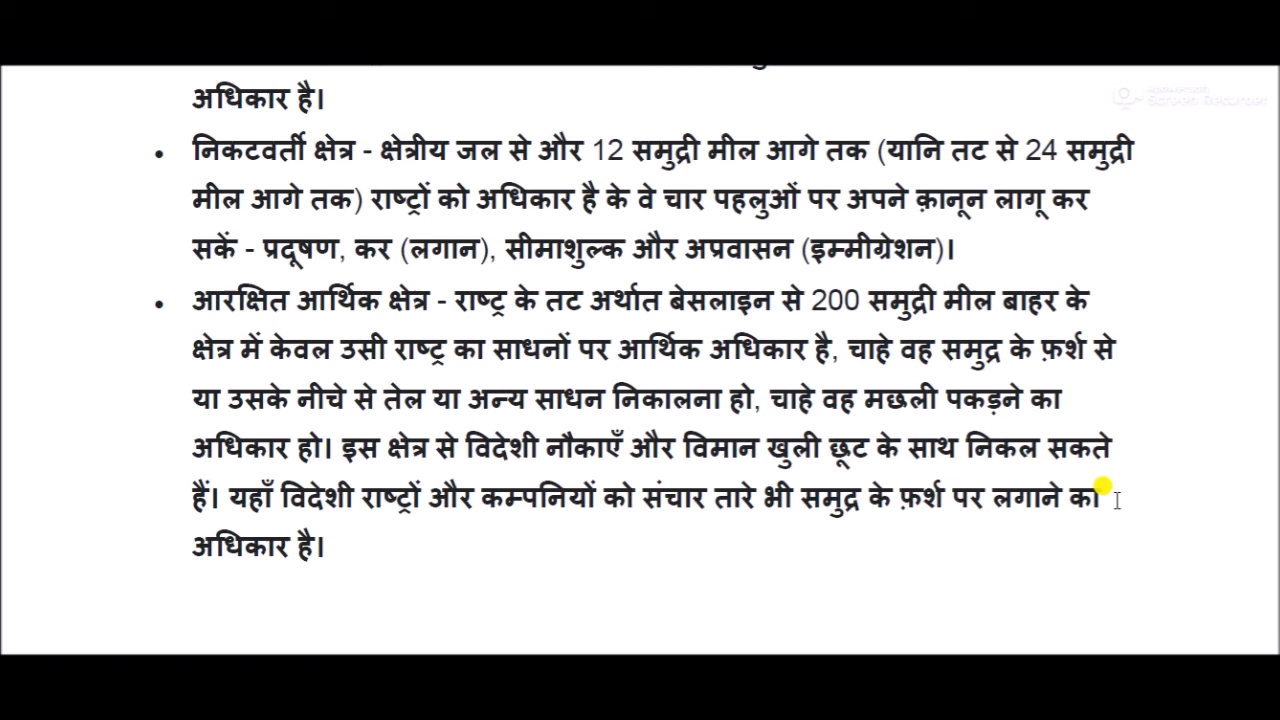 अधिकार है।
Apowersoft
Screen Recorder
• निकटवर्ती क्षेत्र - क्षेत्रीय जल से और 12 समुद्री मील आगे तक (यानि तट से 24 समुद्री
मील आगे तक) राष्ट्रों को अधिकार है के वे चार पहलुओं पर अपने क़ानून लागू कर
सकें - प्रदूषण, कर (लगान), सीमाशुल्क और अप्रवासन (इम्मीग्रेशन)।
• आरक्षित आर्थिक क्षेत्र - राष्ट्र के तट अर्थात बेसलाइन से 200 समुद्री मील बाहर के
क्षेत्र में केवल उसी राष्ट्र का साधनों पर आर्थिक अधिकार है, चाहे वह समुद्र के फ़र्श से
या उसके नीचे से तेल या अन्य साधन निकालना हो, चाहे वह मछली पकड़ने का
अधिकार हो। इस क्षेत्र से विदेशी नौकाएँ और विमान खुली छूट के साथ निकल सकते
हैं। यहाँ विदेशी राष्ट्रों और कम्पनियों को संचार तारे भी समुद्र के फ़र्श पर लगाने का
अधिकार है।